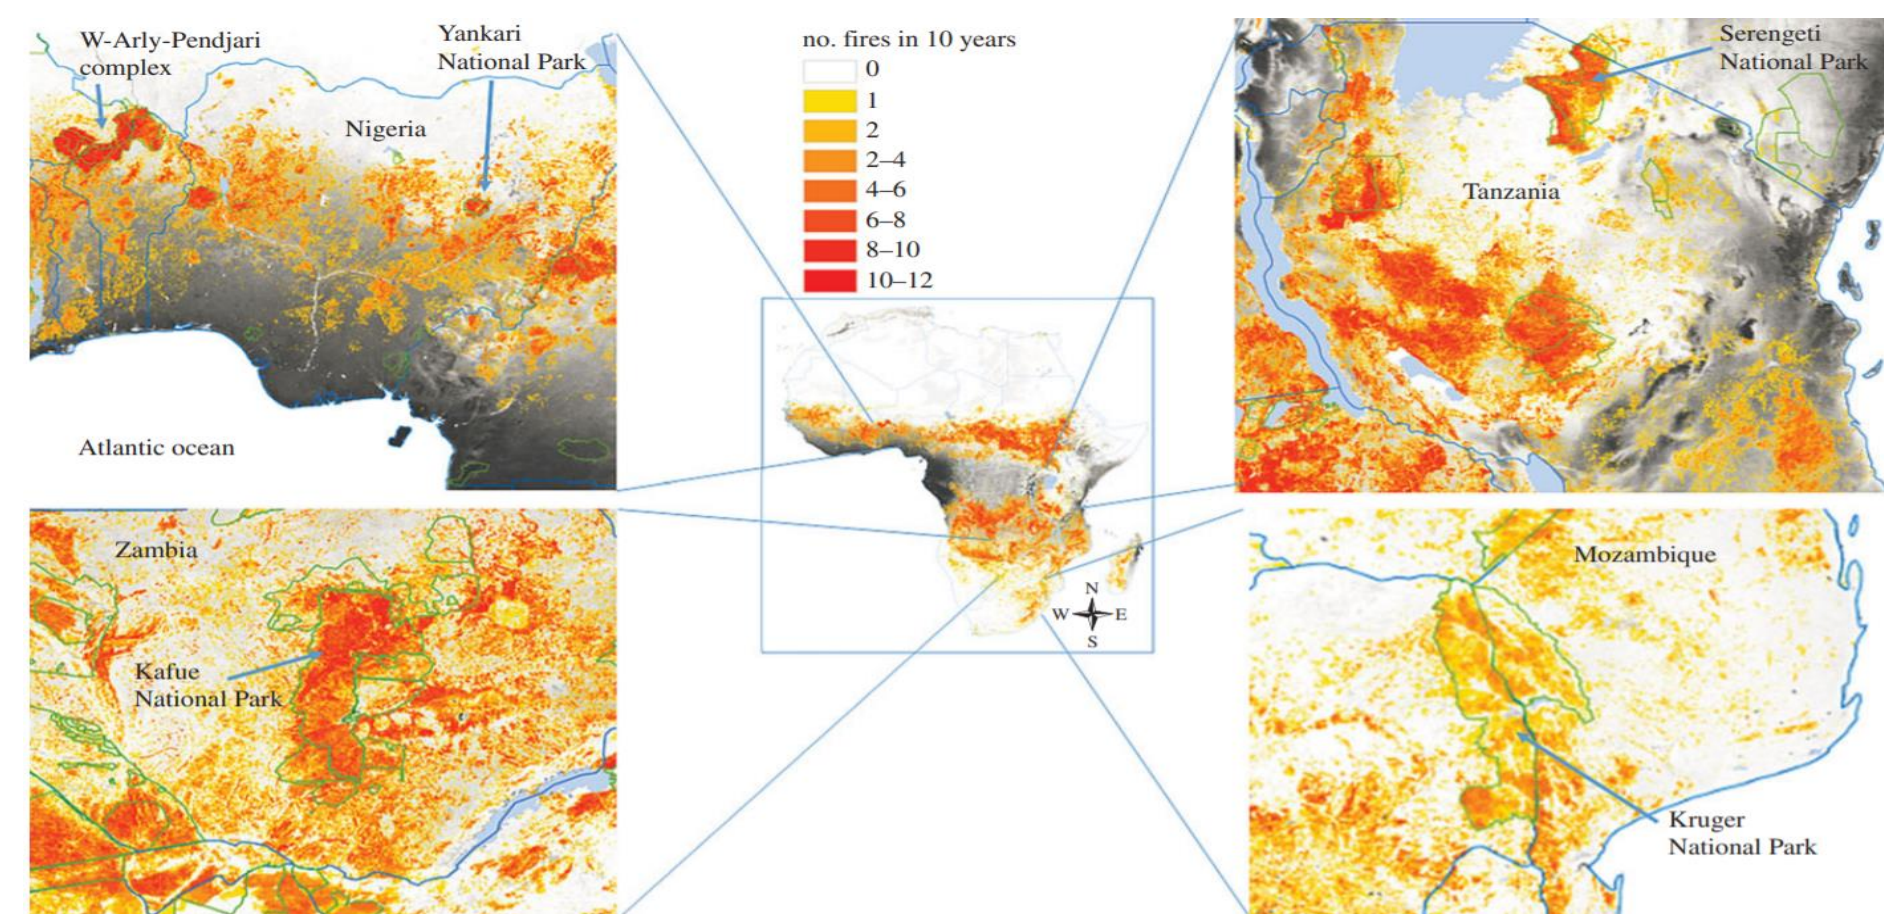 W-Arly-Pendjari
complex
Yankari
National Park
Nigeria
Atlantic ocean
no. fires in 10 years
0
1
2
2–4
4–6
6–8
8–10
10–12
N
W
E
S
Serengeti
National Park
Tanzania
Zambia
Kafue
National Park
Mozambique
Kruger
National Park